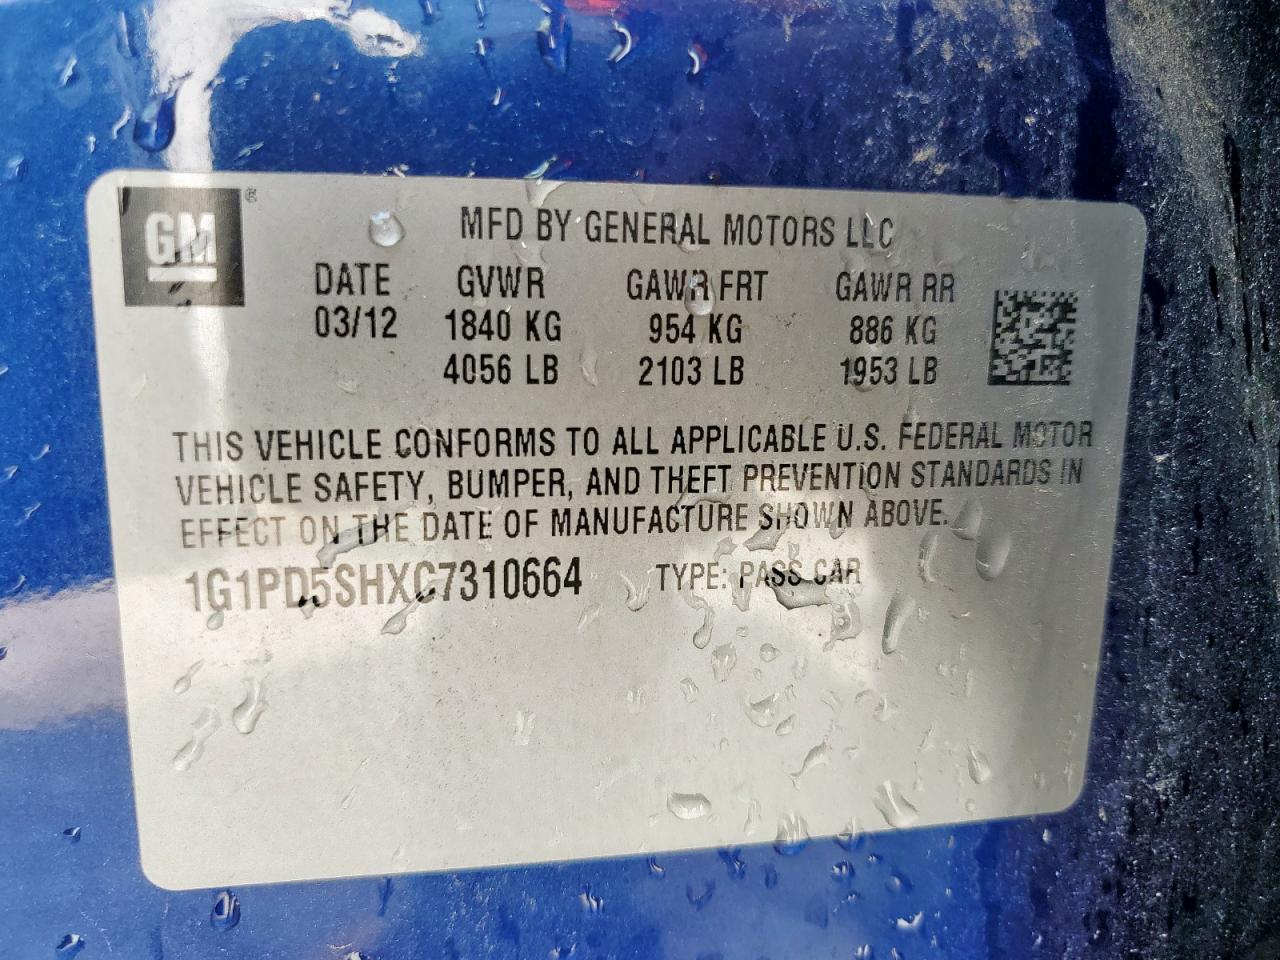 GM ®
MFD BY GENERAL MOTORS LLC
DATE GVWR GAWR FRT GAWR RR
03/12 1840 KG 954 KG 886 KG
4056 LB 2103 LB 1953 LB
THIS VEHICLE CONFORMS TO ALL APPLICABLE U.S. FEDERAL MOTOR
VEHICLE SAFETY, BUMPER, AND THEFT PREVENTION STANDARDS IN
EFFECT ON THE DATE OF MANUFACTURE SHOWN ABOVE.
1G1PD5SHXC7310664 TYPE: PASS CAR